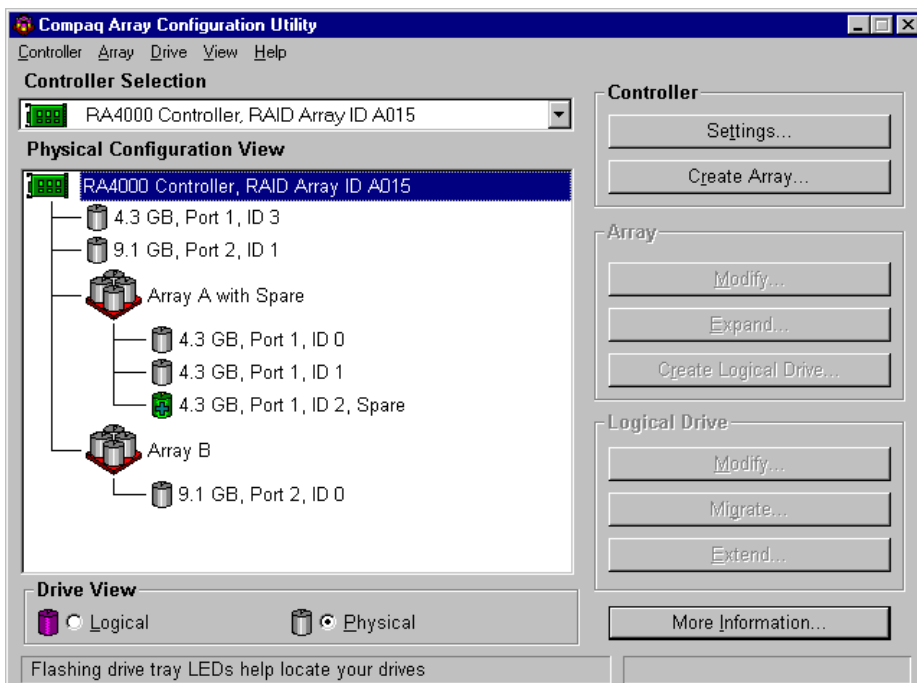 Compaq Array Configuration Utility
Controller Array Drive View Help
Controller Selection
RA4000 Controller, RAID Array ID A015
Physical Configuration View
RA4000 Controller, RAID Array ID A015
4.3 GB, Port 1, ID 3
9.1 GB, Port 2, ID 1
Array A with Spare
4.3 GB, Port 1, ID 0
4.3 GB, Port 1, ID 1
4.3 GB, Port 1, ID 2, Spare
Array B
9.1 GB, Port 2, ID 0
Drive View
Logical
Physical
Controller
Settings...
Create Array...
Array
Modify...
Expand...
Create Logical Drive...
Logical Drive
Modify...
Migrate...
Extend...
More Information...
Flashing drive tray LEDs help locate your drives